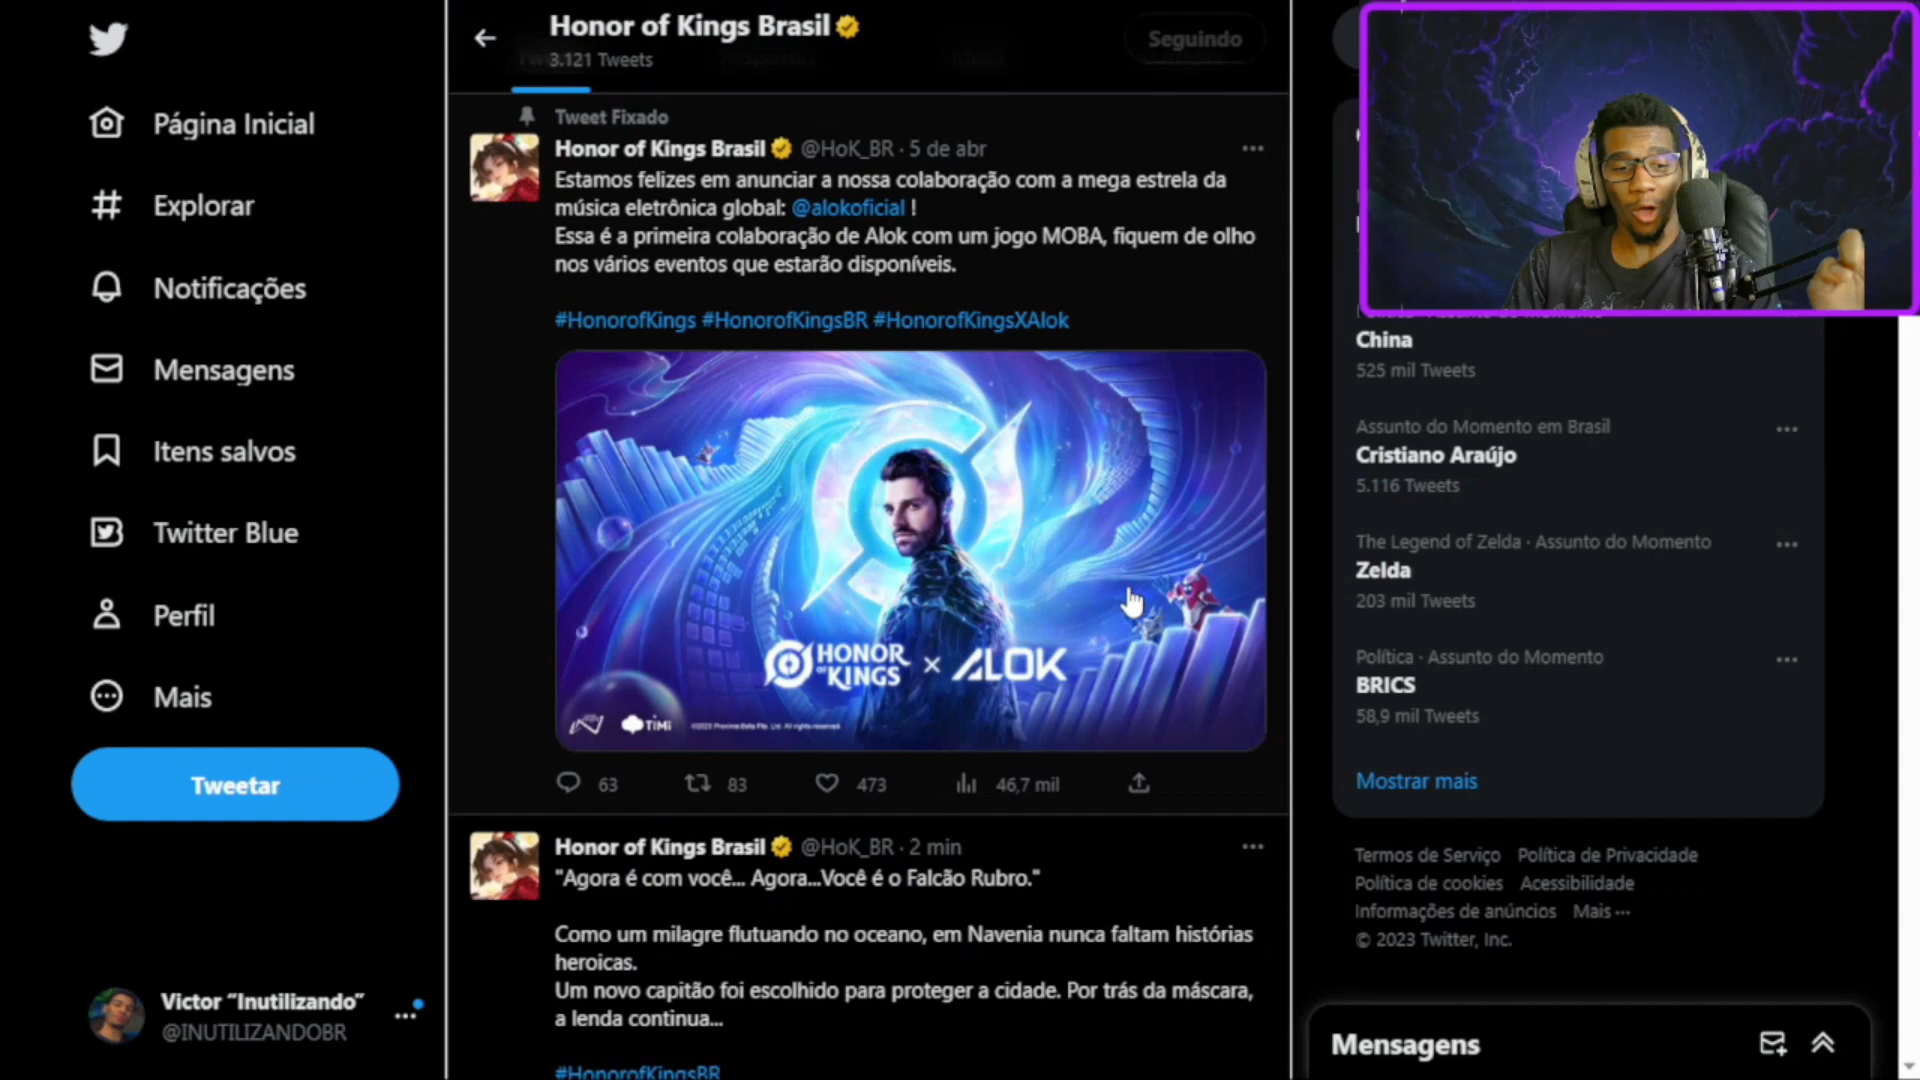 Página Inicial
Explorar
Notificações
Mensagens
Itens salvos
Twitter Blue
Perfil
Mais
Tweetar
Victor “Inutilizando”
@INUTILIZANDOBR
Honor of Kings Brasil
3.121 Tweets
Seguindo
Tweet Fixado
Honor of Kings Brasil @HoK_BR · 5 de abr
Estamos felizes em anunciar a nossa colaboração com a mega estrela da
música eletrônica global: @alokoficial !
Essa é a primeira colaboração de Alok com um jogo MOBA, fiquem de olho
nos vários eventos que estarão disponíveis.
#HonorofKings #HonorofKingsBR #HonorofKingsXAlok
HONOR OF KINGS × ALOK
TiMi
63 83 473 46,7 mil
Honor of Kings Brasil @HoK_BR · 2 min
"Agora é com você... Agora...Você é o Falcão Rubro."
Como um milagre flutuando no oceano, em Navenia nunca faltam histórias
heroicas.
Um novo capitão foi escolhido para proteger a cidade. Por trás da máscara,
a lenda continua...
#HonorofKingsBR
China
525 mil Tweets
Assunto do Momento em Brasil
Cristiano Araújo
5.116 Tweets
The Legend of Zelda · Assunto do Momento
Zelda
203 mil Tweets
Política · Assunto do Momento
BRICS
58,9 mil Tweets
Mostrar mais
Termos de Serviço Política de Privacidade
Política de cookies Acessibilidade
Informações de anúncios Mais ···
© 2023 Twitter, Inc.
Mensagens